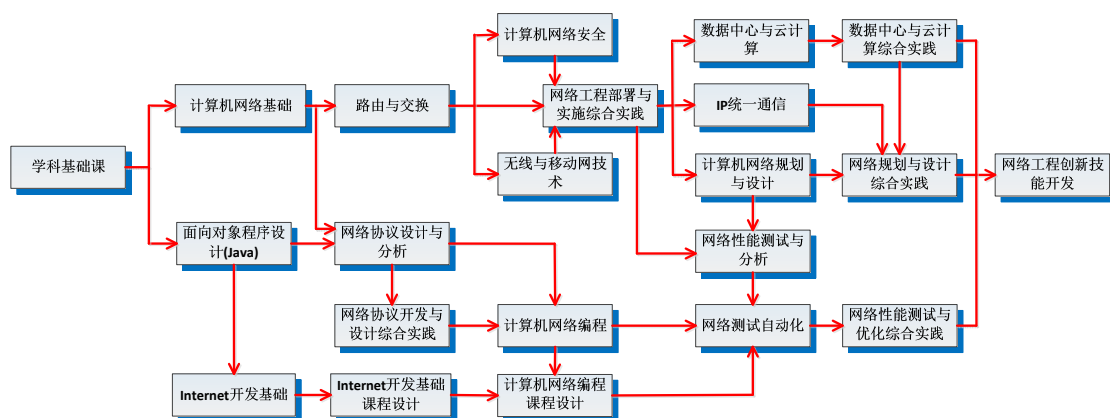 学科基础课
计算机网络基础
面向对象程序设
计(Java)
Internet开发基础
路由与交换
网络协议设计与
分析
网络协议开发与
设计综合实践
Internet开发基础
课程设计
计算机网络安全
网络工程部署与
实施综合实践
无线与移动网技
术
计算机网络编程
计算机网络编程
课程设计
数据中心与云计
算
IP统一通信
计算机网络规划
与设计
网络性能测试与
分析
网络测试自动化
数据中心与云计
算综合实践
网络规划与设计
综合实践
网络性能测试与
优化综合实践
网络工程创新技
能开发